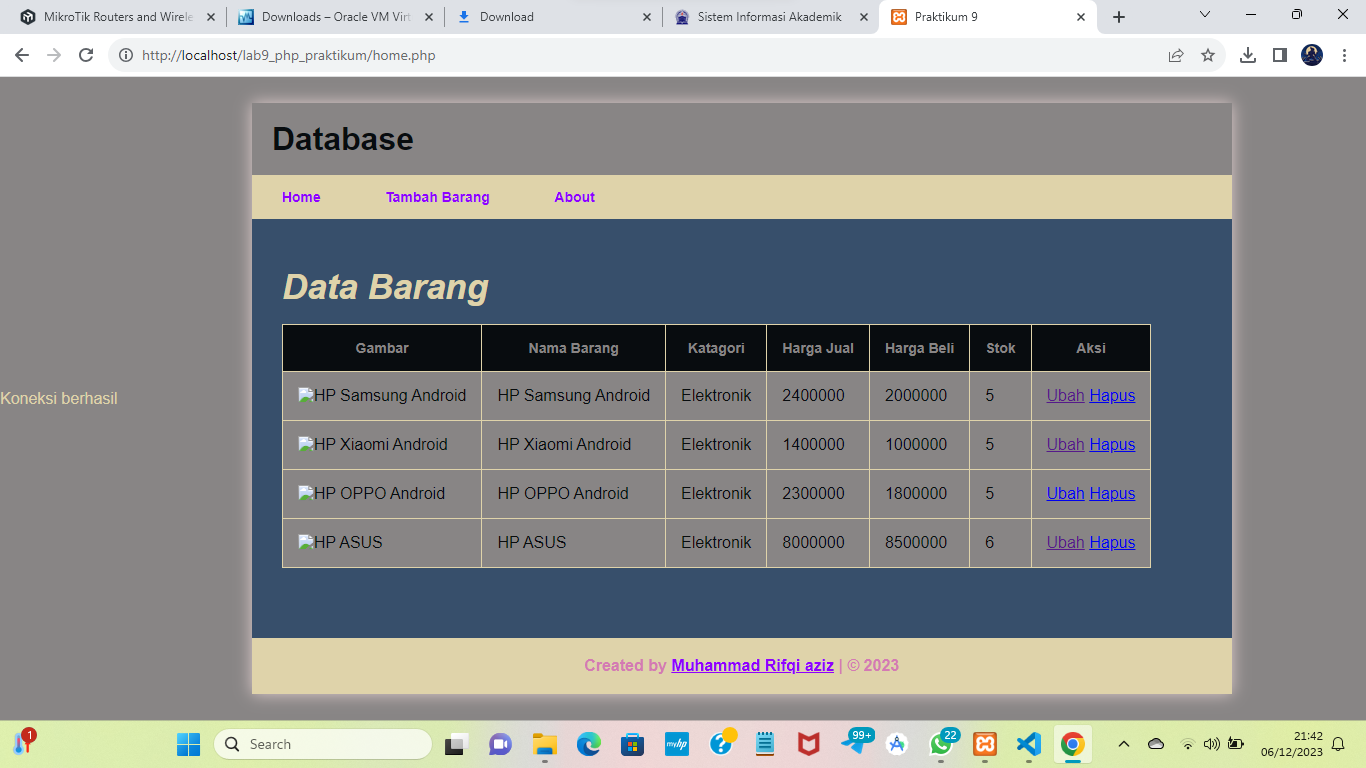 MikroTik Routers and Wirele
Downloads – Oracle VM Virt
Download
Sistem Informasi Akademik
Praktikum 9
http://localhost/lab9_php_praktikum/home.php
Database
Home Tambah Barang About
Data Barang
Gambar Nama Barang Katagori Harga Jual Harga Beli Stok Aksi
HP Samsung Android HP Samsung Android Elektronik 2400000 2000000 5 Ubah Hapus
Koneksi berhasil
HP Xiaomi Android HP Xiaomi Android Elektronik 1400000 1000000 5 Ubah Hapus
HP OPPO Android HP OPPO Android Elektronik 2300000 1800000 5 Ubah Hapus
HP ASUS HP ASUS Elektronik 8000000 8500000 6 Ubah Hapus
Created by Muhammad Rifqi aziz | © 2023
1
Search
myhp
99+
22
21:42
06/12/2023